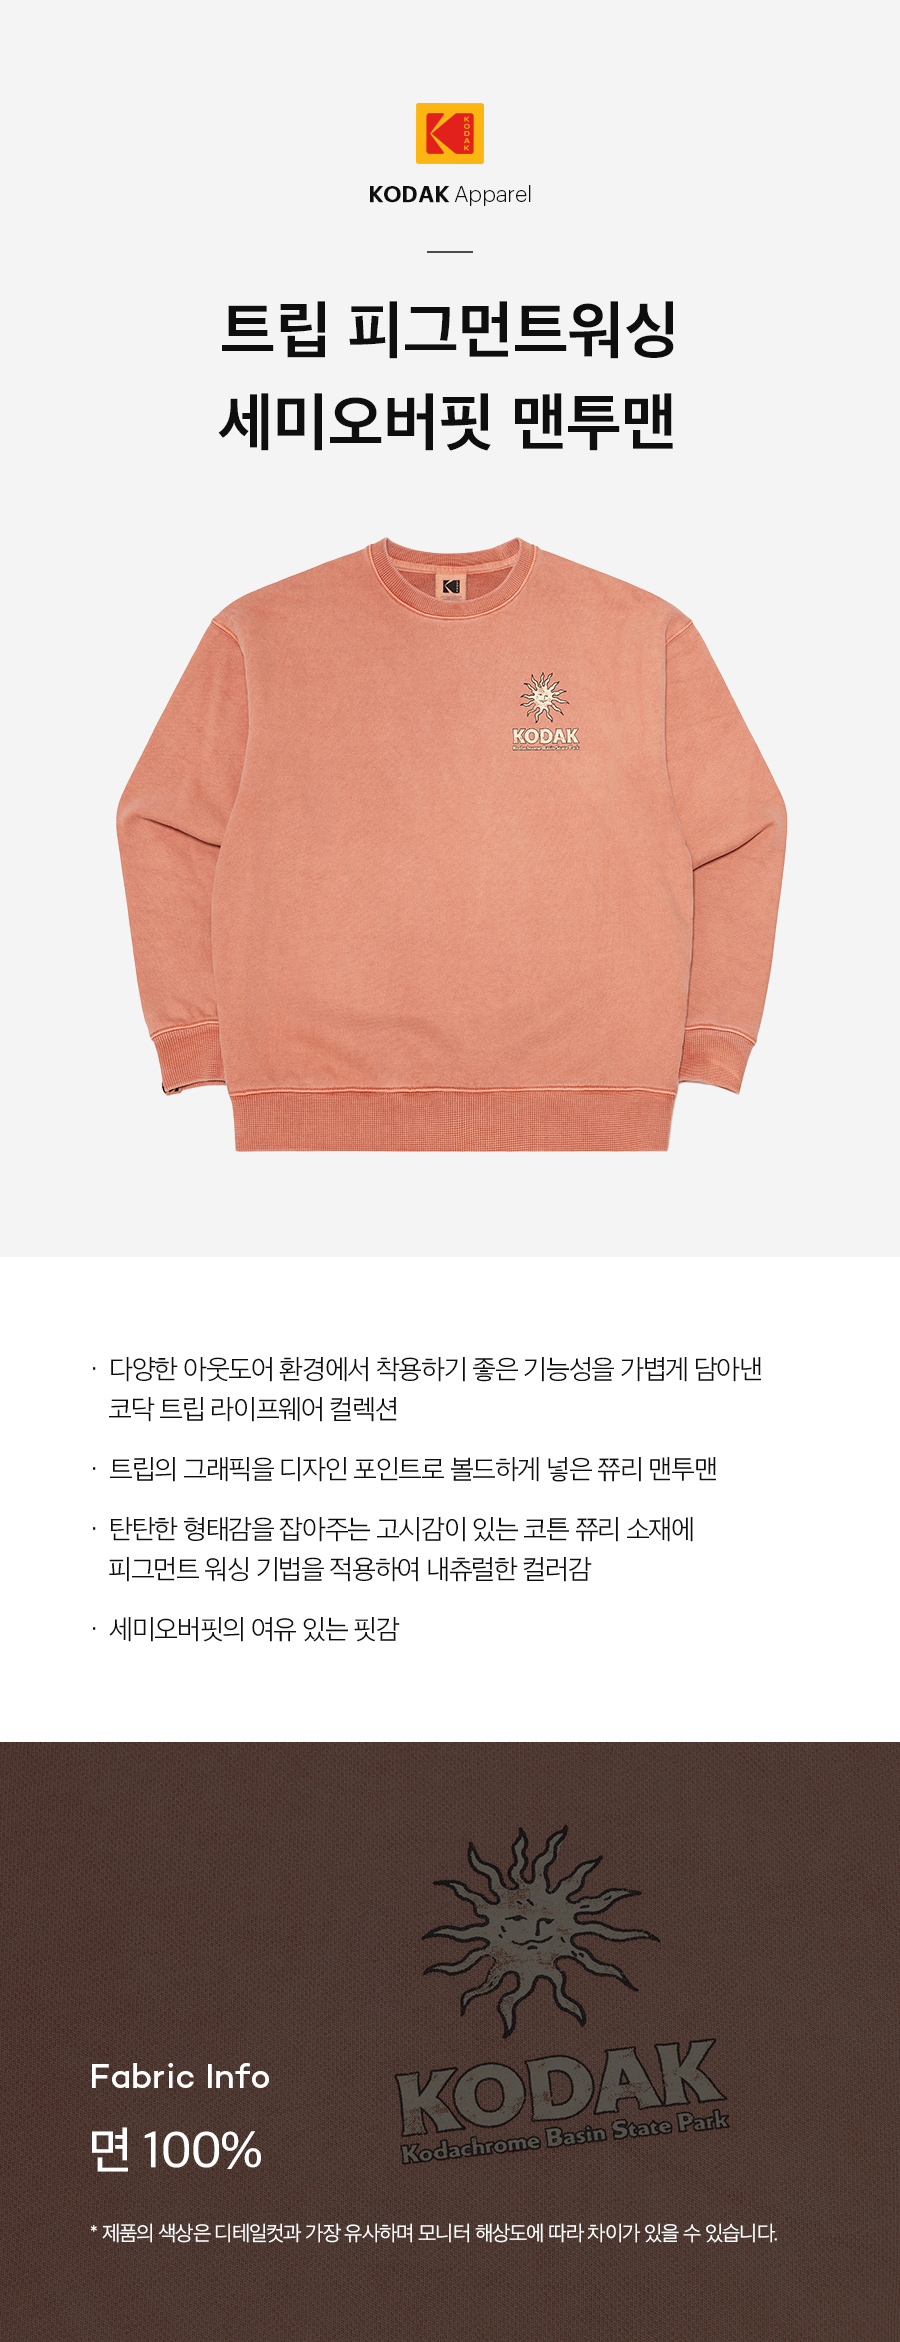 KODAK
KODAK Apparel
트립 피그먼트워싱
세미오버핏 맨투맨
KODAK
Kodachrome Basin State Park
· 다양한 아웃도어 환경에서 착용하기 좋은 기능성을 가볍게 담아낸
코닥 트립 라이프웨어 컬렉션
· 트립의 그래픽을 디자인 포인트로 볼드하게 넣은 쮸리 맨투맨
· 탄탄한 형태감을 잡아주는 고시감이 있는 코튼 쮸리 소재에
피그먼트 워싱 기법을 적용하여 내츄럴한 컬러감
· 세미오버핏의 여유 있는 핏감
KODAK
Kodachrome Basin State Park
Fabric Info
면 100%
* 제품의 색상은 디테일컷과 가장 유사하며 모니터 해상도에 따라 차이가 있을 수 있습니다.